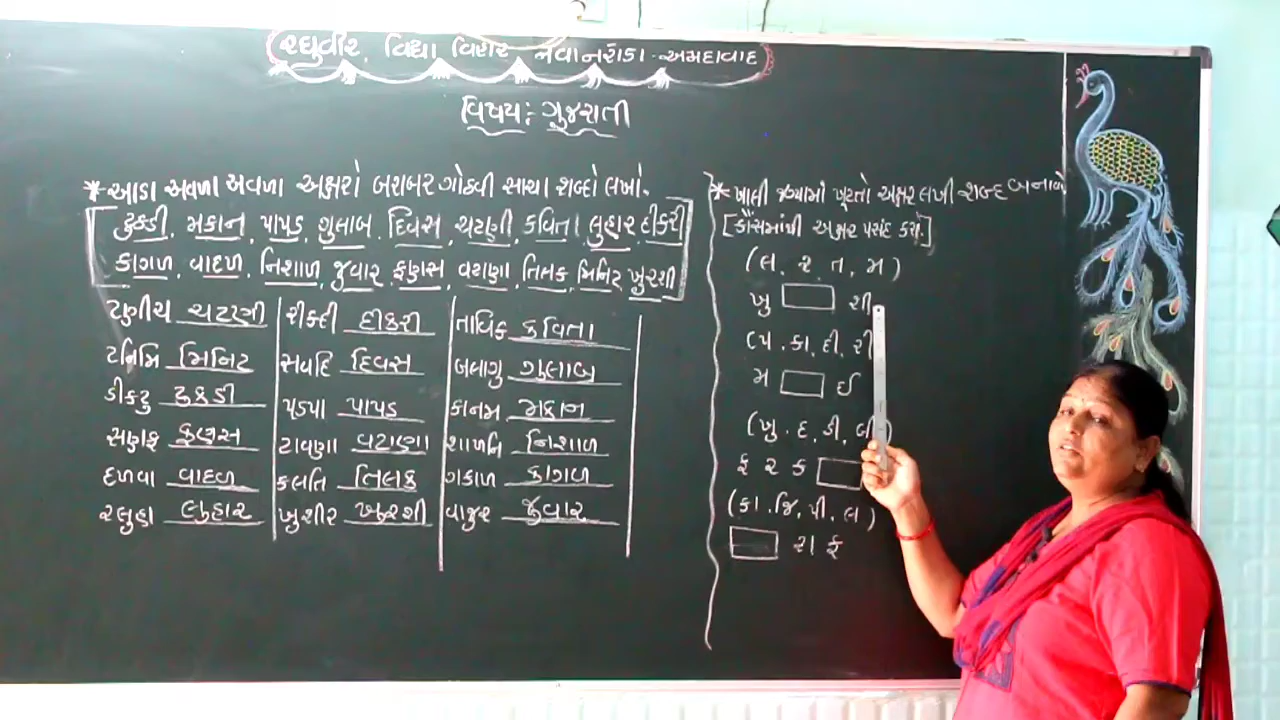 રઘુવીર વિદ્યા વિહાર નવાનરોડા - અમદાવાદ
વિષય: ગુજરાતી
* આડા અવળા અવળા અક્ષરો બરાબર ગોઠવી સાચા શબ્દો લખો.
[ટુકડી, મકાન, પાપડ, ગુલાબ, દિવસ, ચટણી, કવિતા, લુહાર, દીકરી
કાગળ, વાદળ, નિશાળ, જુવાર, ફણસ, વટાણા, તિલક, મિનિટ, ખુરશી]
ટણીચ ચટણી
ટનિમિ મિનિટ
ડીકટુ ટુકડી
સણફ ફણસ
દળવા વાદળ
રલુહા લુહાર
રીકદી દીકરી
સવદિ દિવસ
પડપા પાપડ
ટાવણા વટાણા
કલતિ તિલક
ખુશીર ખુરશી
તાવિક કવિતા
બલાગુ ગુલાબ
કાનમ મકાન
શાળનિ નિશાળ
ગકાળ કાગળ
વાજુર જુવાર
* ખાલી જગ્યામાં ખૂટતો અક્ષર લખી શબ્દ બનાવો
[કૌંસમાંથી અક્ષર પસંદ કરો.]
(લ, ર, ત, મ)
ખુ શી
(પ, કા, દી, રી
મ ઈ
(ખુ, દ, ડી,
ફ ર ક
(કા, જિ, પી, લ)
રા ફ